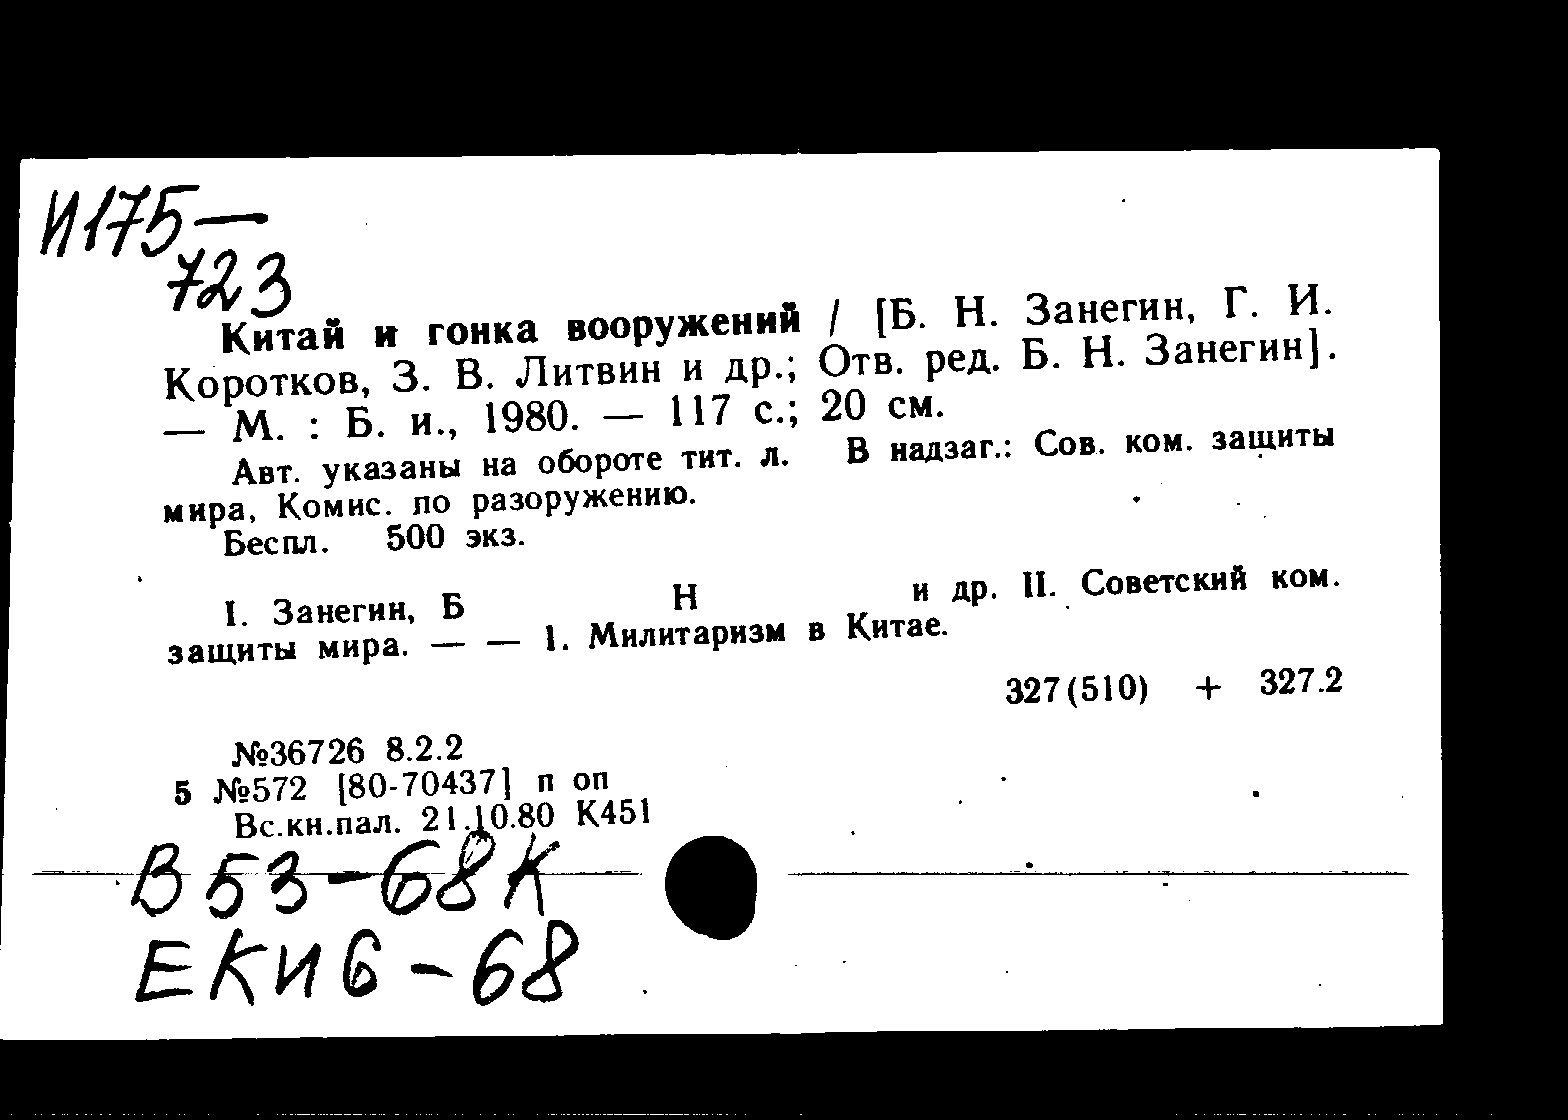 И175—
723
Китай и гонка вооружений / [Б. Н. Занегин, Г. И.
Коротков, З. В. Литвин и др.; Отв. ред. Б. Н. Занегин].
— М. : Б. и., 1980. — 117 с.; 20 см.
Авт. указаны на обороте тит. л. В надзаг.: Сов. ком. защиты
мира, Комис. по разоружению.
Беспл. 500 экз.
I. Занегин, Б Н и др. II. Советский ком.
защиты мира. — — 1. Милитаризм в Китае.
327(510) + 327.2
№36726 8.2.2
5 №572 [80-70437] п оп
Вс.кн.пал. 21.10.80 К451
В53-68К
ЕКИ6-68